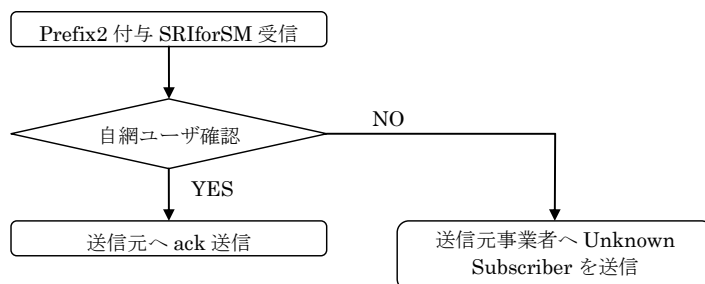 Prefix2 付与 SRIforSM 受信
自網ユーザ確認
NO
YES
送信元へ ack 送信
送信元事業者へ Unknown
Subscriber を送信